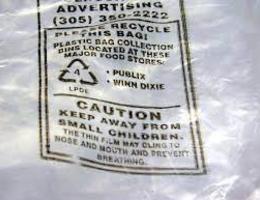 ADVERTISING
(305) 350-2222
PLEASE RECYCLE
THIS BAG!
PLASTIC BAG COLLECTION
BINS LOCATED AT THESE
MAJOR FOOD STORES:
4
LPDE
• PUBLIX
• WINN DIXIE
CAUTION
KEEP AWAY FROM
SMALL CHILDREN.
THE THIN FILM MAY CLING TO
NOSE AND MOUTH AND PREVENT
BREATHING.